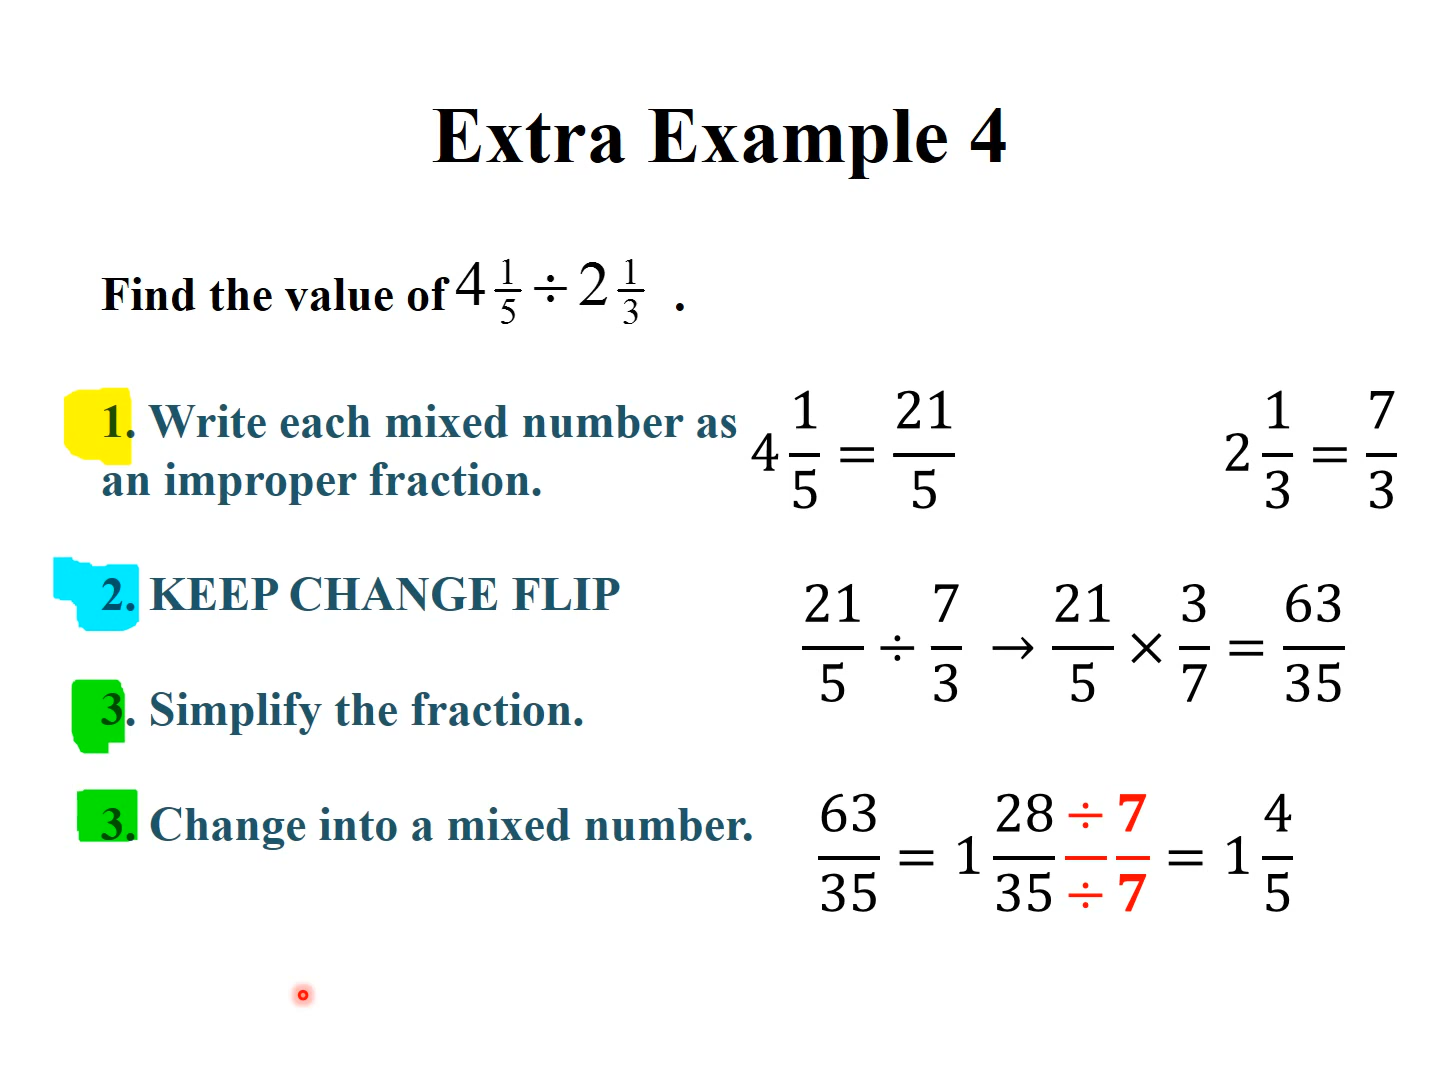 Extra Example 4
Find the value of 4 1/5 ÷ 2 1/3 .
1. Write each mixed number as
an improper fraction.
4 1/5 = 21/5
2 1/3 = 7/3
2. KEEP CHANGE FLIP
21/5 ÷ 7/3 → 21/5 × 3/7 = 63/35
3. Simplify the fraction.
3. Change into a mixed number.
63/35 = 1 28/35 ÷7/÷7 = 1 4/5